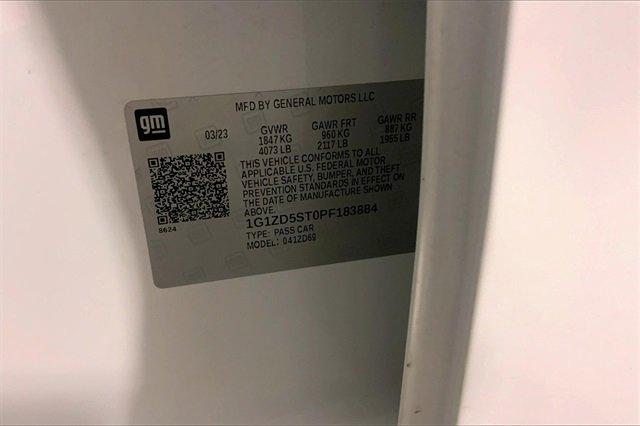 gm
MFD BY GENERAL MOTORS LLC
03/23 GVWR GAWR FRT GAWR RR
1847 KG 960 KG 887 KG
4073 LB 2117 LB 1955 LB
THIS VEHICLE CONFORMS TO ALL
APPLICABLE U.S. FEDERAL MOTOR
VEHICLE SAFETY, BUMPER, AND THEFT
PREVENTION STANDARDS IN EFFECT ON
THE DATE OF MANUFACTURE SHOWN
ABOVE.
8624
1G1ZD5ST0PF183884
TYPE: PASS CAR
MODEL: 041ZD69